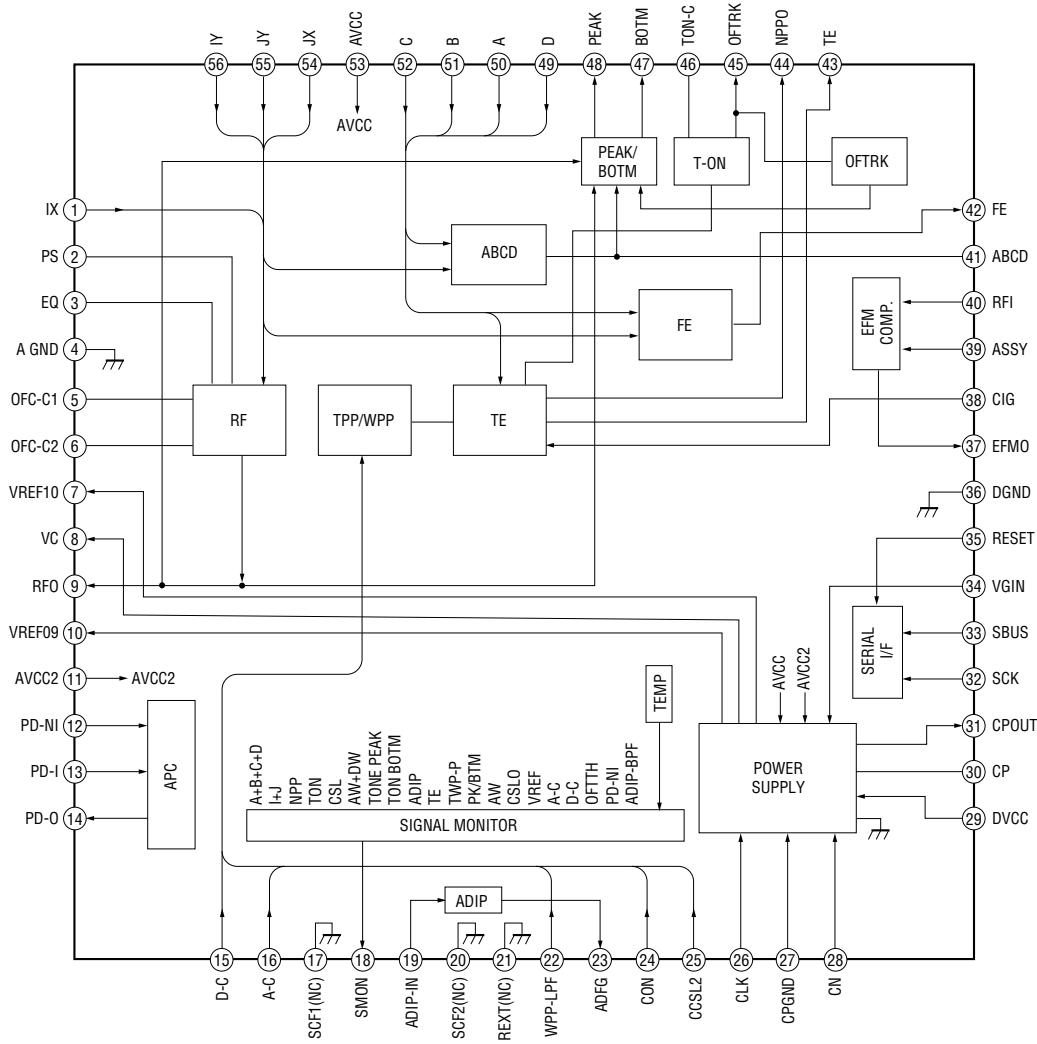 IY
JY
JX
AVCC
C
B
A
D
PEAK
BOTM
TON-C
OFTRK
NPPO
TE
56
55
54
53
52
51
50
49
48
47
46
45
44
43
AVCC
PEAK/
BOTM
T-ON
OFTRK
IX 1
PS 2
EQ 3
A GND 4
OFC-C1 5
OFC-C2 6
VREF10 7
VC 8
RFO 9
VREF09 10
AVCC2 11
AVCC2
PD-NI 12
PD-I 13
PD-O 14
42 FE
41 ABCD
40 RFI
39 ASSY
38 CIG
37 EFMO
36 DGND
35 RESET
34 VGIN
33 SBUS
32 SCK
31 CPOUT
30 CP
29 DVCC
ABCD
FE
EFM
COMP.
RF
TPP/WPP
TE
SERIAL
I/F
AVCC
AVCC2
TEMP
APC
POWER
SUPPLY
A+B+C+D
I+J
NPP
TON
CSL
AW+DW
TONE PEAK
TON BOTM
ADIP
TE
TWP-P
PK/BTM
AW
CSLO
VREF
A-C
D-C
OFTTH
PD-NI
ADIP-BPF
SIGNAL MONITOR
ADIP
15
16
17
18
19
20
21
22
23
24
25
26
27
28
D-C
A-C
SCF1(NC)
SMON
ADIP-IN
SCF2(NC)
REXT(NC)
WPP-LPF
ADFG
CON
CCSL2
CLK
CPGND
CN